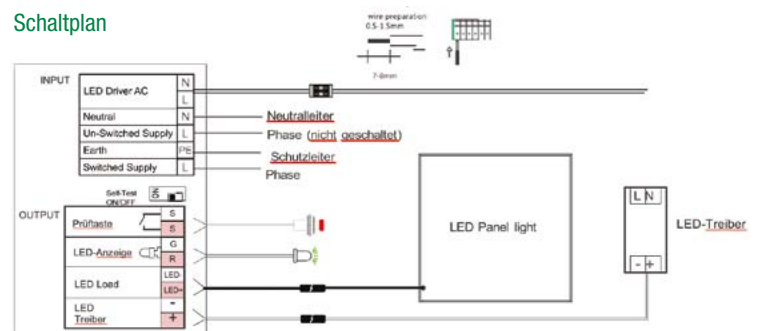 Schaltplan
wire preparation
0.5-1.5mm
7-8mm
INPUT
LED Driver AC
N
L
Neutral
N
Neutralleiter
Un-Switched Supply
L
Phase (nicht geschaltet)
Earth
PE
Schutzleiter
Switched Supply
L
Phase
Self-Test
ON/OFF
ON
OUTPUT
Prüftaste
S
S
LED-Anzeige
G
R
LED Load
LED-
LED+
LED
Treiber
-
+
LED Panel light
L N
- +
LED-Treiber